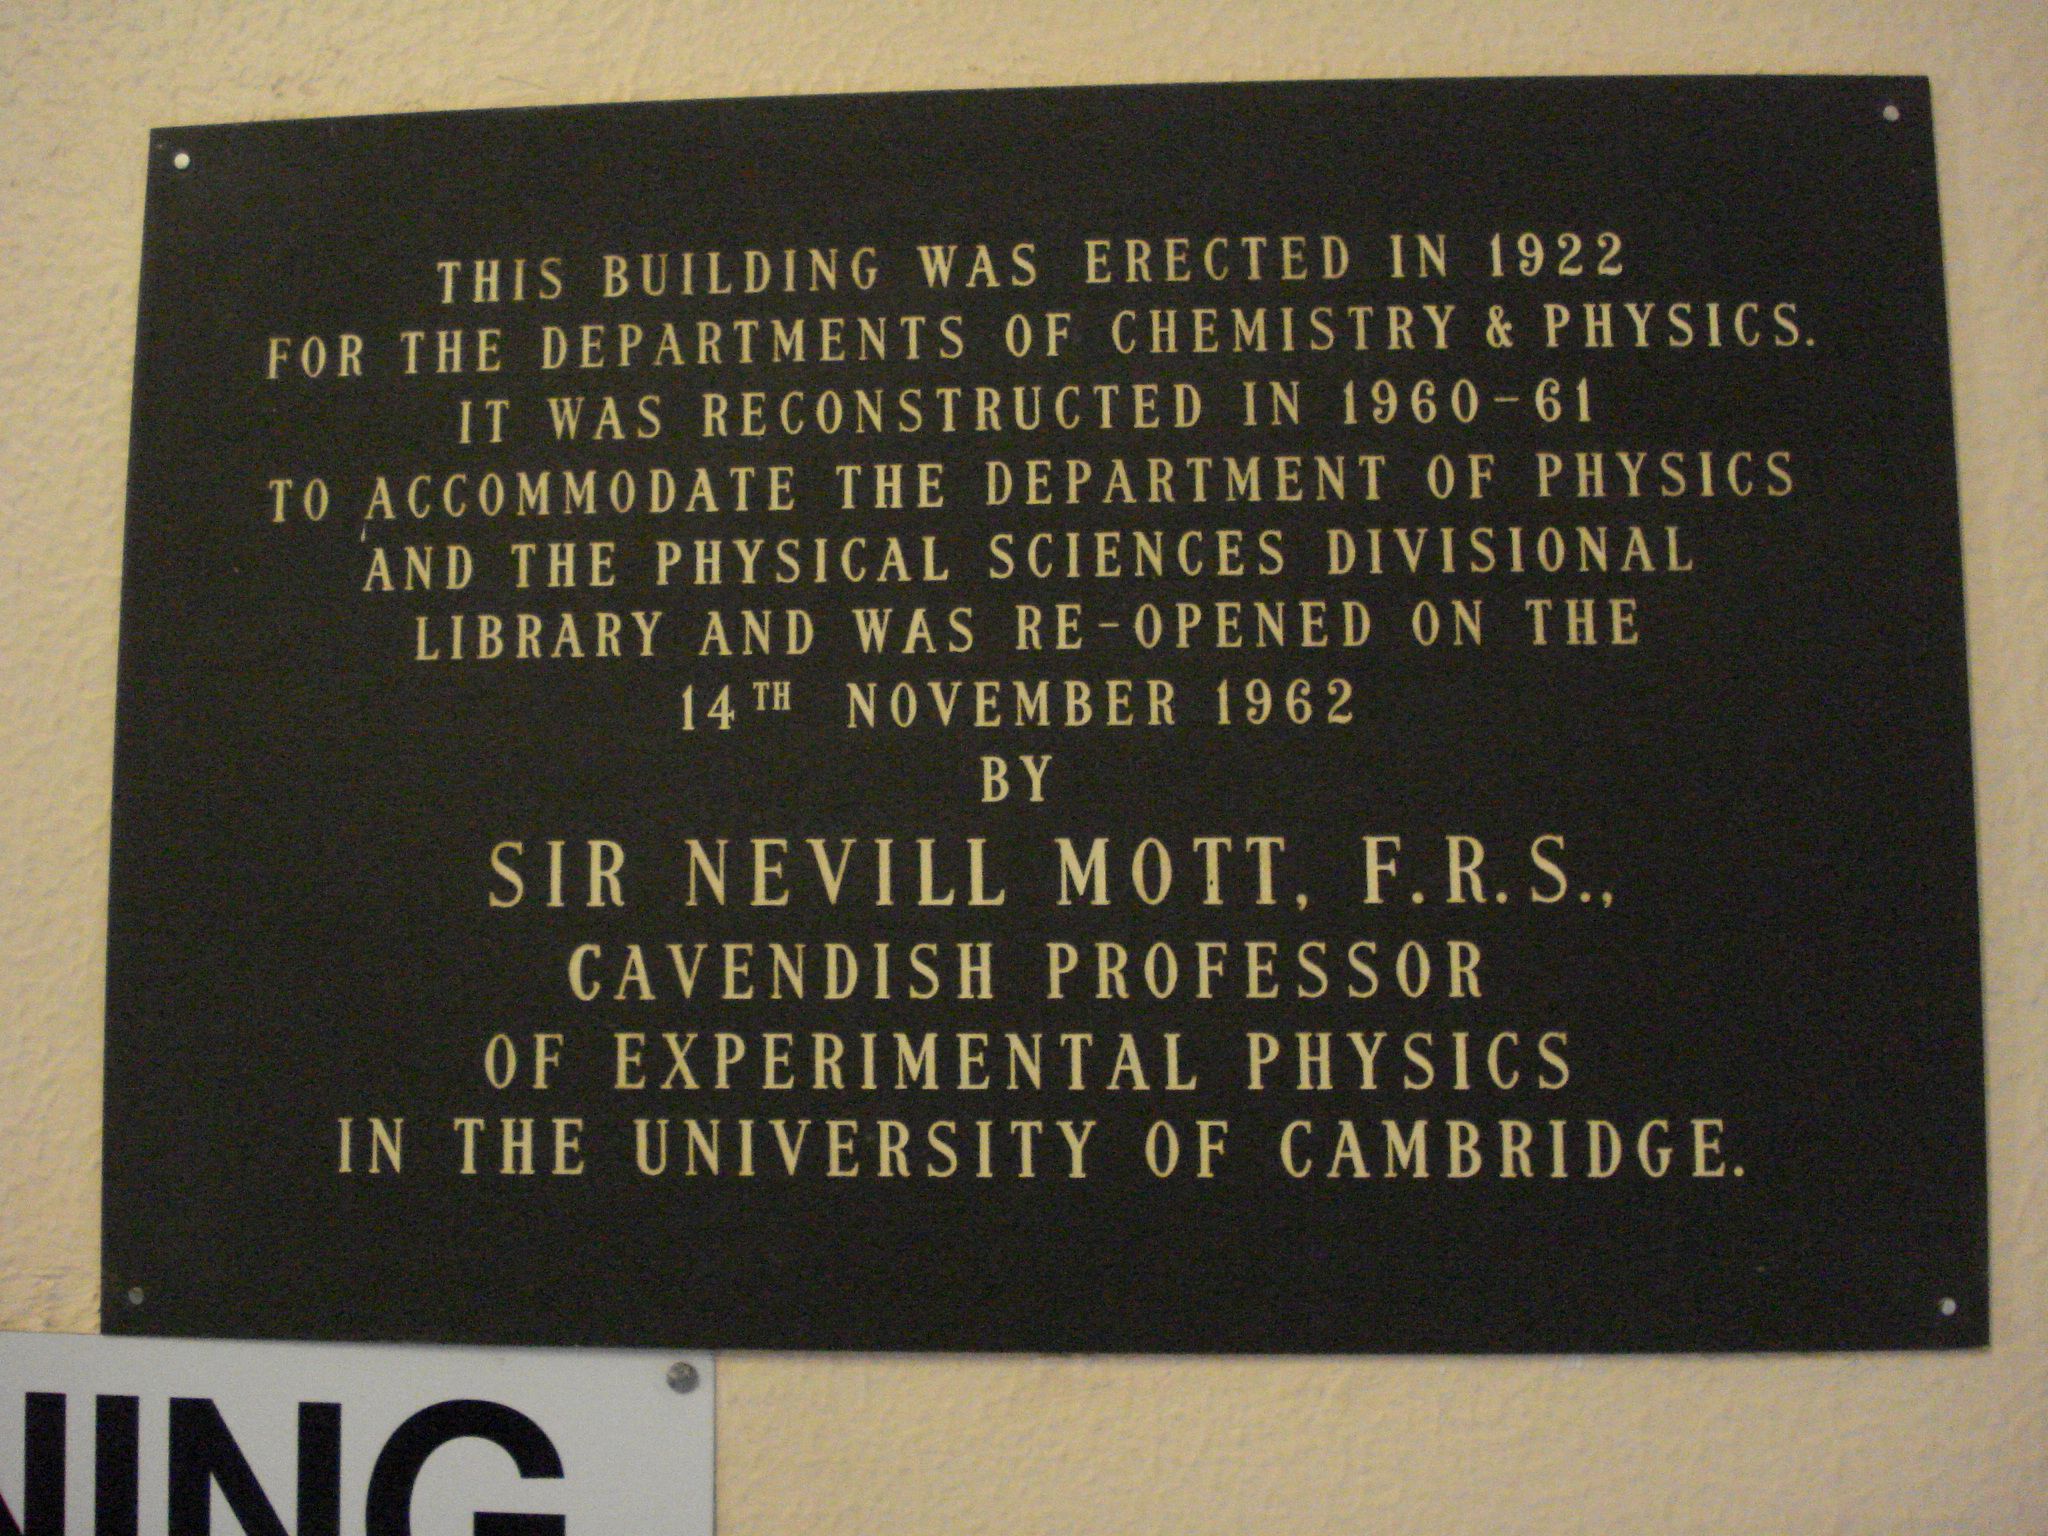 THIS BUILDING WAS ERECTED IN 1922
FOR THE DEPARTMENTS OF CHEMISTRY & PHYSICS.
IT WAS RECONSTRUCTED IN 1960-61
TO ACCOMMODATE THE DEPARTMENT OF PHYSICS
AND THE PHYSICAL SCIENCES DIVISIONAL
LIBRARY AND WAS RE-OPENED ON THE
14TH NOVEMBER 1962
BY
SIR NEVILL MOTT, F.R.S.,
CAVENDISH PROFESSOR
OF EXPERIMENTAL PHYSICS
IN THE UNIVERSITY OF CAMBRIDGE.